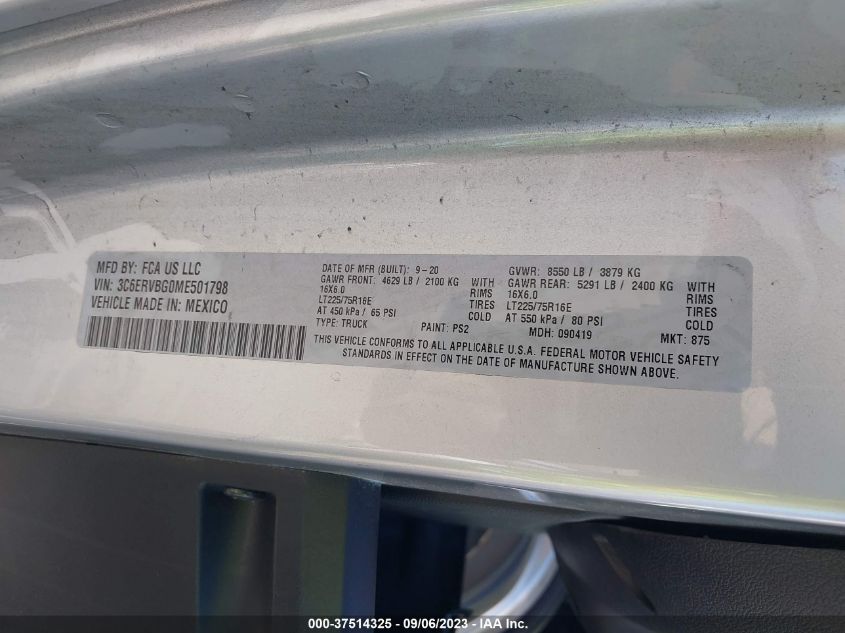 MFD BY: FCA US LLC
VIN: 3C6ERVBG0ME501798
VEHICLE MADE IN: MEXICO
DATE OF MFR (BUILT): 9-20
GVWR: 8550 LB / 3879 KG
GAWR FRONT: 4629 LB / 2100 KG WITH
16X6.0 RIMS
LT225/75R16E TIRES
AT 450 kPa / 65 PSI COLD
GAWR REAR: 5291 LB / 2400 KG WITH
16X6.0 RIMS
LT225/75R16E TIRES
AT 550 kPa / 80 PSI COLD
TYPE: TRUCK PAINT: PS2 MDH: 090419 MKT: 875
THIS VEHICLE CONFORMS TO ALL APPLICABLE U.S.A. FEDERAL MOTOR VEHICLE SAFETY
STANDARDS IN EFFECT ON THE DATE OF MANUFACTURE SHOWN ABOVE.
000-37514325 - 09/06/2023 - IAA Inc.